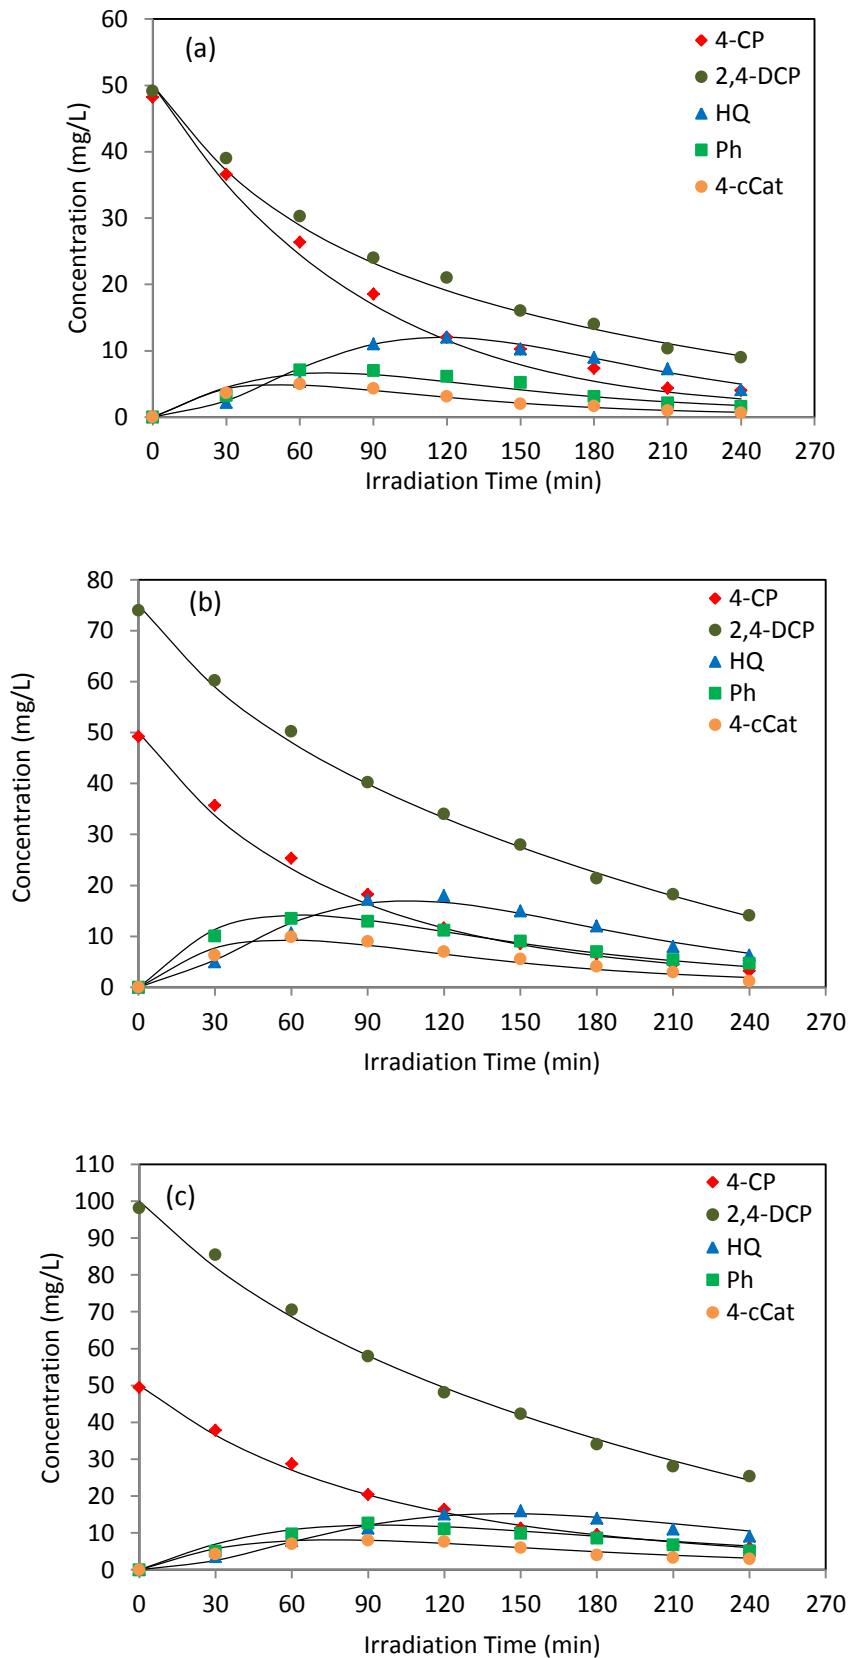 60
50
40
30
20
10
0
Concentration (mg/L)
(a)
4-CP
2,4-DCP
HQ
Ph
4-cCat
0 30 60 90 120 150 180 210 240 270
Irradiation Time (min)
80
70
60
50
40
30
20
10
0
Concentration (mg/L)
(b)
4-CP
2,4-DCP
HQ
Ph
4-cCat
0 30 60 90 120 150 180 210 240 270
Irradiation Time (min)
110
100
90
80
70
60
50
40
30
20
10
0
Concentration (mg/L)
(c)
4-CP
2,4-DCP
HQ
Ph
4-cCat
0 30 60 90 120 150 180 210 240 270
Irradiation Time (min)